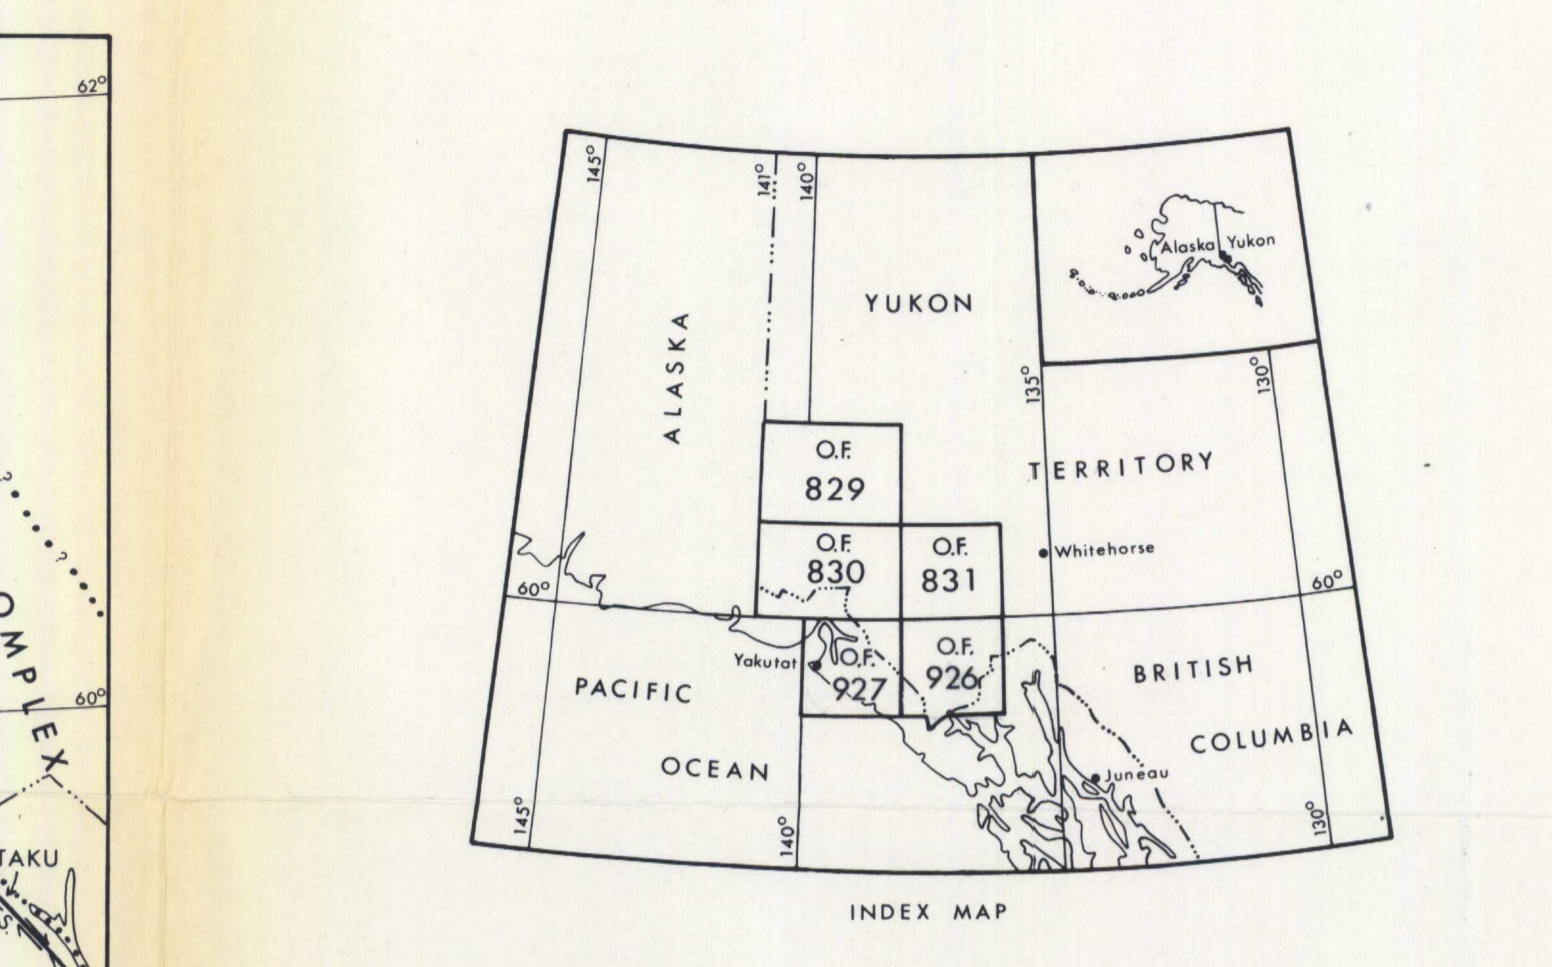 62°
?
?
OMPLEX
60°
TAKU
S.
145°
141°
140°
YUKON
Alaska
Yukon
ALASKA
135°
130°
O.F.
829
TERRITORY
O.F.
830
O.F.
831
Whitehorse
60°
60°
Yakutat
O.F.
927
O.F.
926
BRITISH
PACIFIC
COLUMBIA
OCEAN
Juneau
145°
140°
130°
INDEX MAP